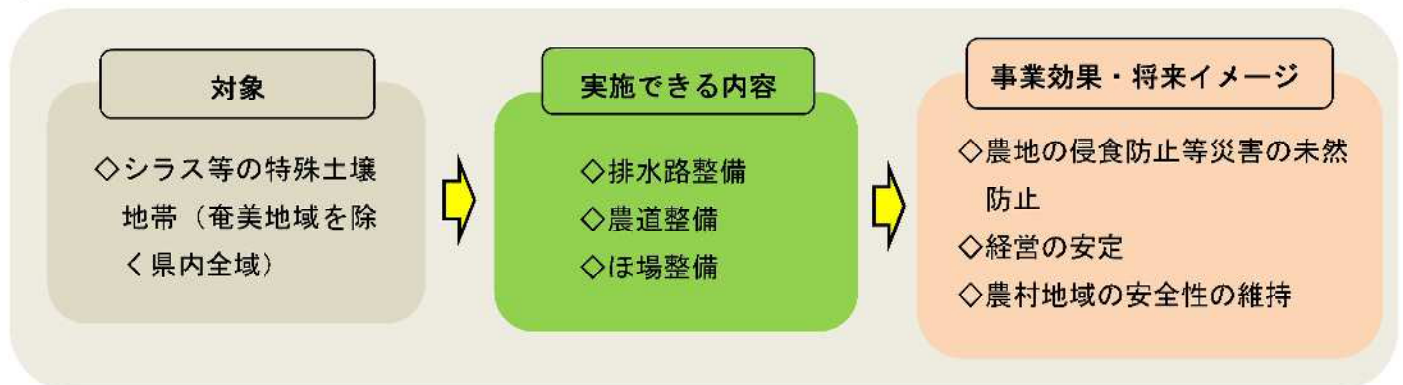 対象
◇シラス等の特殊土壌
地帯（奄美地域を除
く県内全域）
実施できる内容
◇排水路整備
◇農道整備
◇ほ場整備
事業効果・将来イメージ
◇農地の侵食防止等災害の未然
防止
◇経営の安定
◇農村地域の安全性の維持